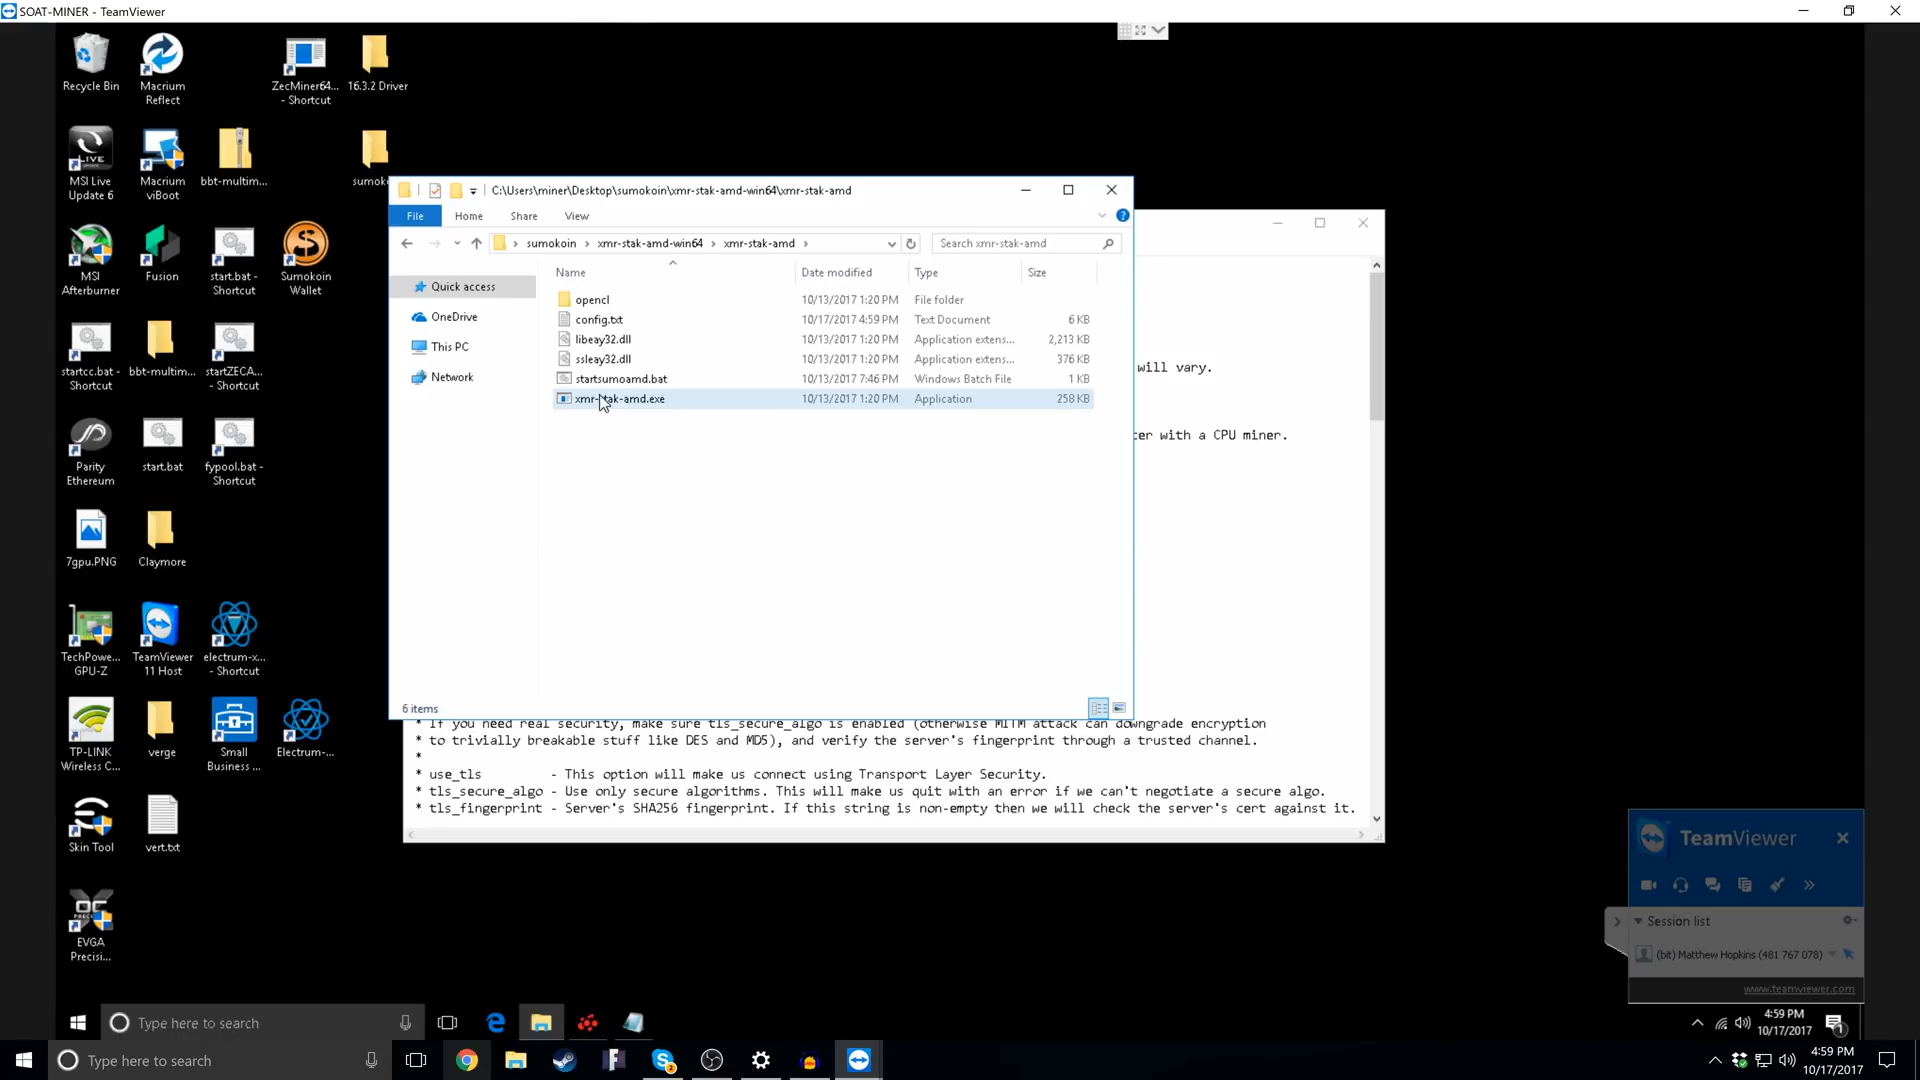 SOAT-MINER - TeamViewer
Recycle Bin
Macrium
Reflect
ZecMiner64...
- Shortcut
16.3.2 Driver
MSI Live
Update 6
Macrium
viBoot
bbt-multim...
sumoko
MSI
Afterburner
Fusion
start.bat -
Shortcut
Sumokoin
Wallet
startcc.bat -
Shortcut
bbt-multim...
startZECA...
- Shortcut
Parity
Ethereum
start.bat
fypool.bat -
Shortcut
7gpu.PNG
Claymore
TechPowe...
GPU-Z
TeamViewer
11 Host
electrum-x...
- Shortcut
TP-LINK
Wireless C...
verge
Small
Business ...
Electrum-...
Skin Tool
vert.txt
EVGA
Precisi...
C:\Users\miner\Desktop\sumokoin\xmr-stak-amd-win64\xmr-stak-amd
File Home Share View
sumokoin > xmr-stak-amd-win64 > xmr-stak-amd >
Search xmr-stak-amd
Quick access
OneDrive
This PC
Network
Name Date modified Type Size
opencl 10/13/2017 1:20 PM File folder
config.txt 10/17/2017 4:59 PM Text Document 6 KB
libeay32.dll 10/13/2017 1:20 PM Application extens... 2,213 KB
ssleay32.dll 10/13/2017 1:20 PM Application extens... 376 KB
startsumoamd.bat 10/13/2017 7:46 PM Windows Batch File 1 KB
xmr-stak-amd.exe 10/13/2017 1:20 PM Application 258 KB
6 items
will vary.
ter with a CPU miner.
* If you need real security, make sure tls_secure_algo is enabled (otherwise MITM attack can downgrade encryption
* to trivially breakable stuff like DES and MD5), and verify the server's fingerprint through a trusted channel.
*
* use_tls - This option will make us connect using Transport Layer Security.
* tls_secure_algo - Use only secure algorithms. This will make us quit with an error if we can't negotiate a secure algo.
* tls_fingerprint - Server's SHA256 fingerprint. If this string is non-empty then we will check the server's cert against it.
TeamViewer
Session list
(bit) Matthew Hopkins (481 767 078)
www.teamviewer.com
Type here to search
4:59 PM
10/17/2017
1
Type here to search
2
4:59 PM
10/17/2017